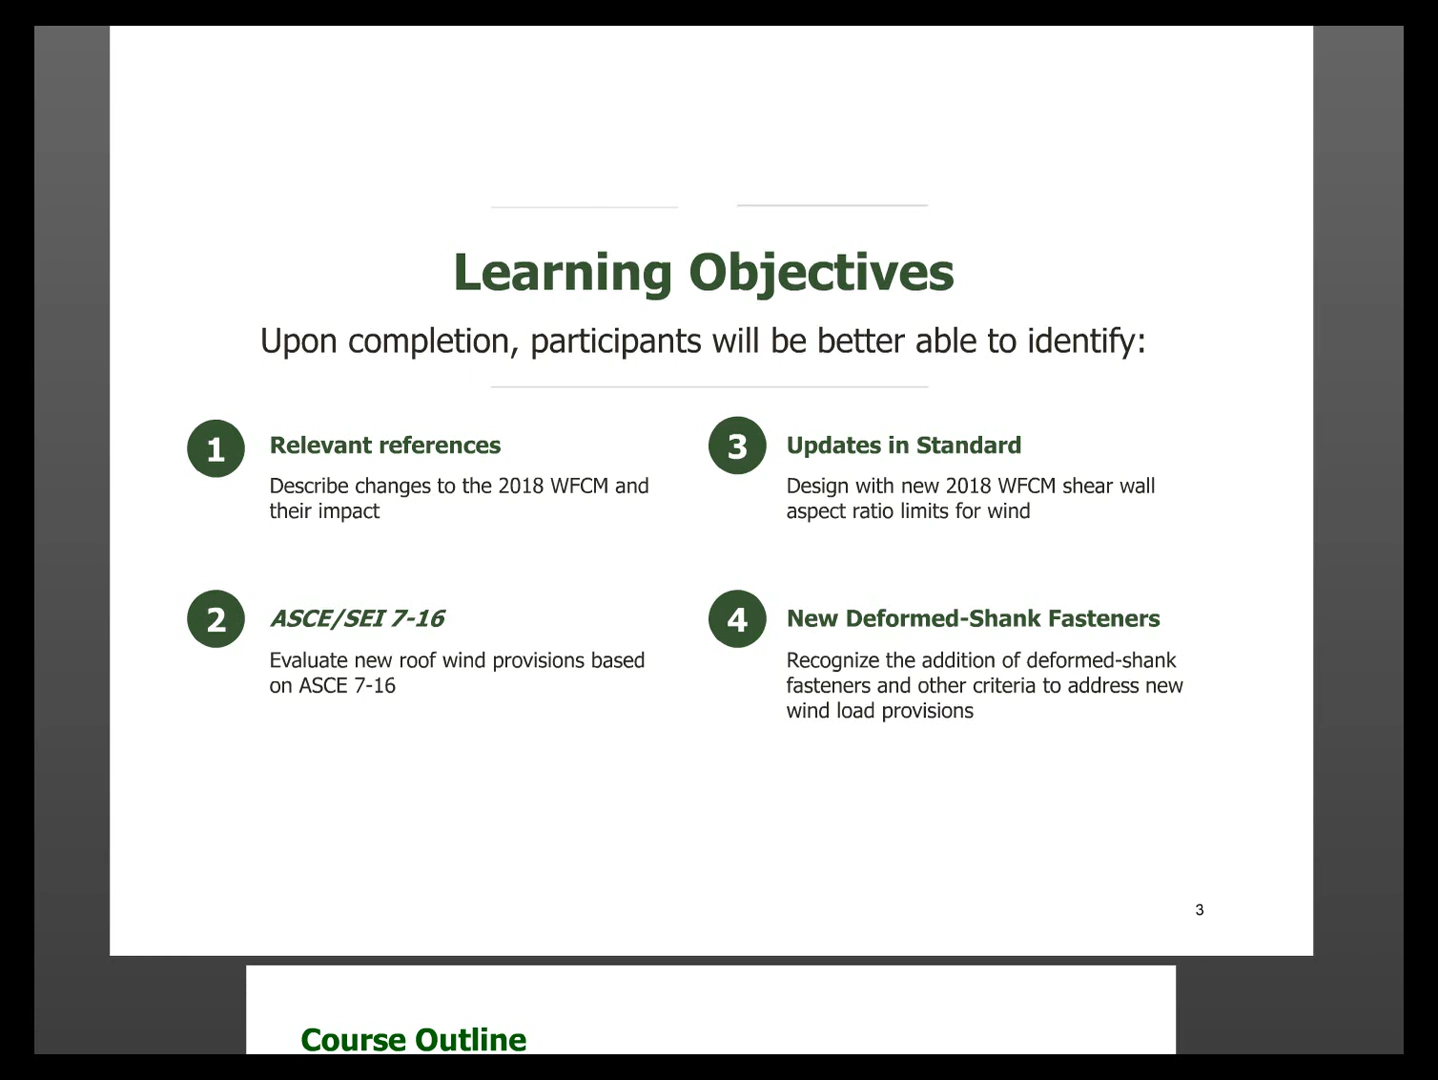 Learning Objectives
Upon completion, participants will be better able to identify:
1
Relevant references
Describe changes to the 2018 WFCM and
their impact
2
ASCE/SEI 7-16
Evaluate new roof wind provisions based
on ASCE 7-16
3
Updates in Standard
Design with new 2018 WFCM shear wall
aspect ratio limits for wind
4
New Deformed-Shank Fasteners
Recognize the addition of deformed-shank
fasteners and other criteria to address new
wind load provisions
3
Course Outline